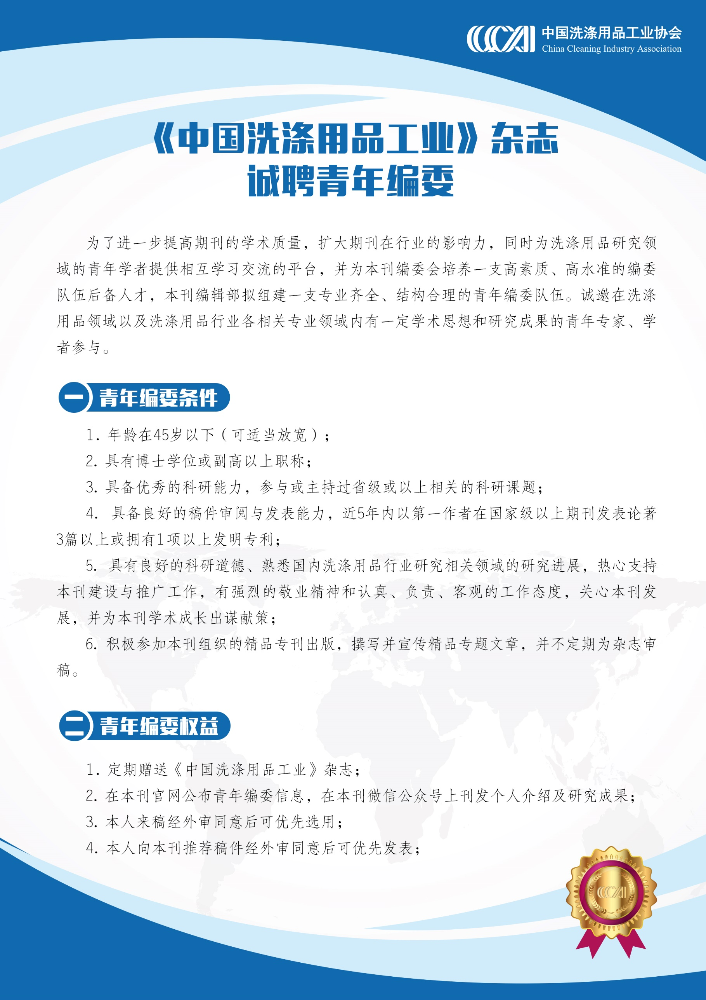 中国洗涤用品工业协会
China Cleaning Industry Association
《中国洗涤用品工业》杂志
诚聘青年编委
为了进一步提高期刊的学术质量，扩大期刊在行业的影响力，同时为洗涤用品研究领
域的青年学者提供相互学习交流的平台，并为本刊编委会培养一支高素质、高水准的编委
队伍后备人才，本刊编辑部拟组建一支专业齐全、结构合理的青年编委队伍。诚邀在洗涤
用品领域以及洗涤用品行业各相关专业领域内有一定学术思想和研究成果的青年专家、学
者参与。
一 青年编委条件
1. 年龄在45岁以下（可适当放宽）；
2. 具有博士学位或副高以上职称；
3. 具备优秀的科研能力，参与或主持过省级或以上相关的科研课题；
4. 具备良好的稿件审阅与发表能力，近5年内以第一作者在国家级以上期刊发表论著
3篇以上或拥有1项以上发明专利；
5. 具有良好的科研道德、熟悉国内洗涤用品行业研究相关领域的研究进展，热心支持
本刊建设与推广工作，有强烈的敬业精神和认真、负责、客观的工作态度，关心本刊发
展，并为本刊学术成长出谋献策；
6. 积极参加本刊组织的精品专刊出版，撰写并宣传精品专题文章，并不定期为杂志审
稿。
二 青年编委权益
1. 定期赠送《中国洗涤用品工业》杂志；
2. 在本刊官网公布青年编委信息，在本刊微信公众号上刊发个人介绍及研究成果；
3. 本人来稿经外审同意后可优先选用；
4. 本人向本刊推荐稿件经外审同意后可优先发表；